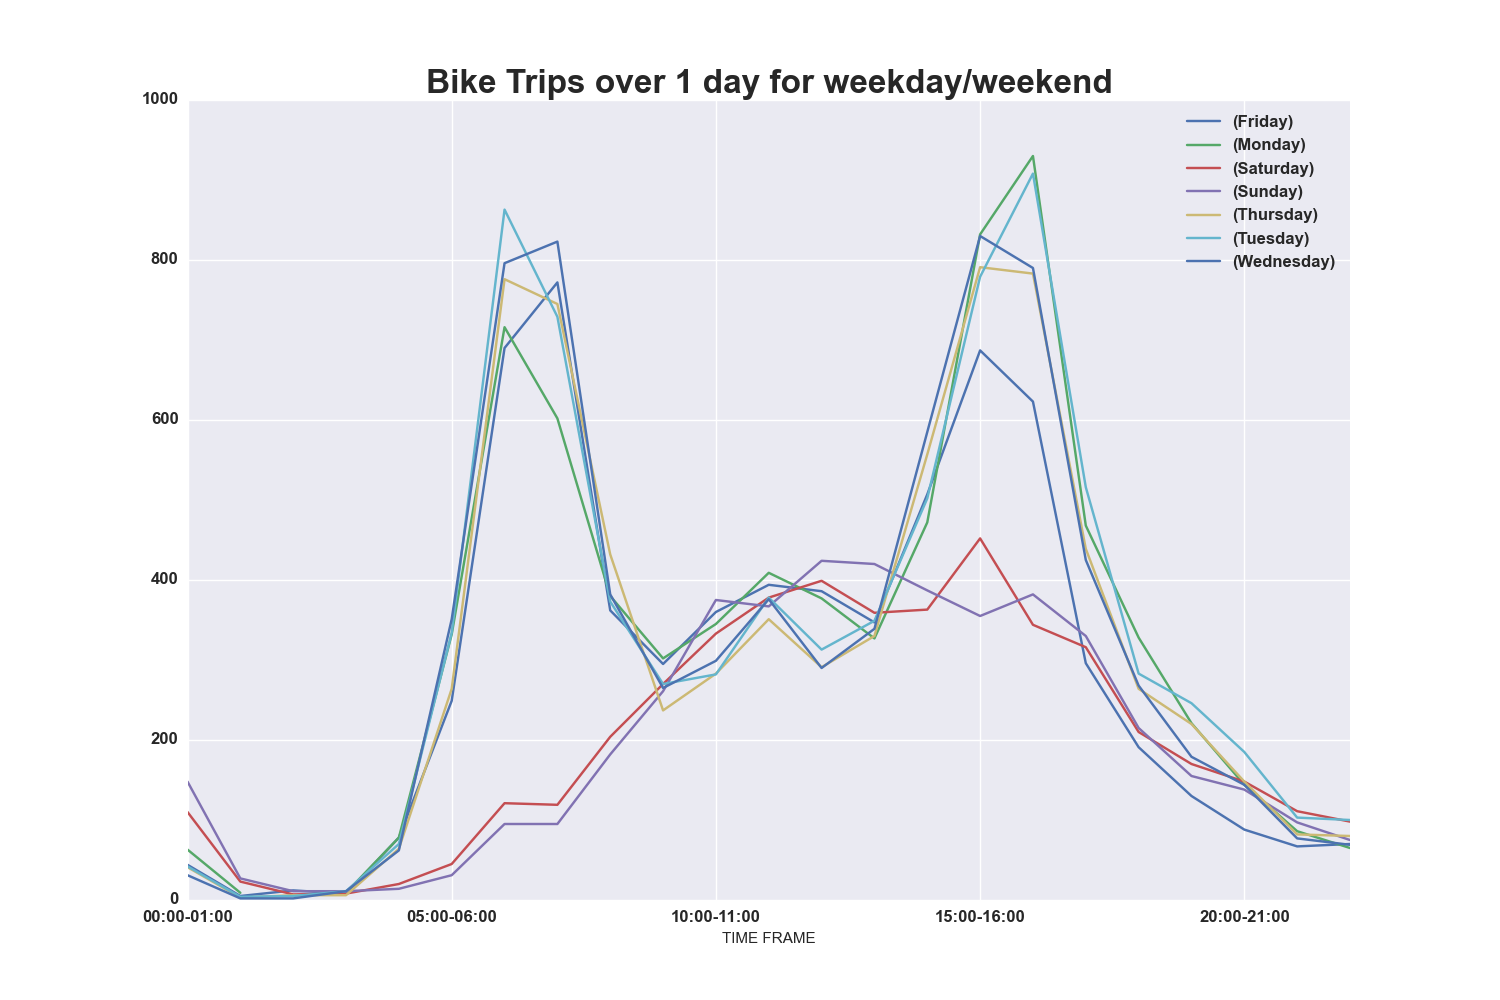 Bike Trips over 1 day for weekday/weekend
1000
800
600
400
200
0
(Friday)
(Monday)
(Saturday)
(Sunday)
(Thursday)
(Tuesday)
(Wednesday)
00:00-01:00 05:00-06:00 10:00-11:00 15:00-16:00 20:00-21:00
TIME FRAME